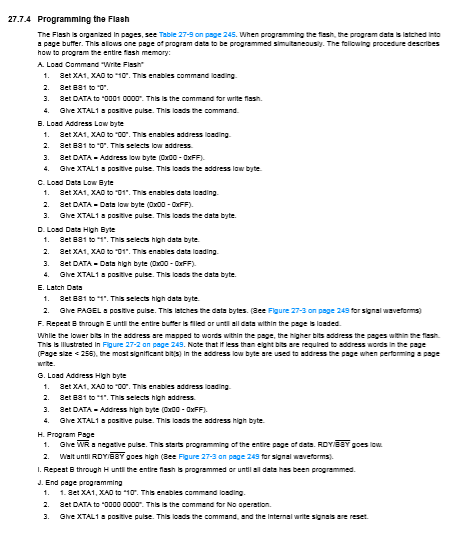 27.7.4 Programming the Flash
The Flash is organized in pages, see Table 27-9 on page 245. When programming the flash, the program data is latched into
a page buffer. This allows one page of program data to be programmed simultaneously. The following procedure describes
how to program the entire flash memory:
A. Load Command "Write Flash"
1. Set XA1, XA0 to "10". This enables command loading.
2. Set BS1 to "0".
3. Set DATA to "0001 0000". This is the command for write flash.
4. Give XTAL1 a positive pulse. This loads the command.
B. Load Address Low byte
1. Set XA1, XA0 to "00". This enables address loading.
2. Set BS1 to "0". This selects low address.
3. Set DATA = Address low byte (0x00 - 0xFF).
4. Give XTAL1 a positive pulse. This loads the address low byte.
C. Load Data Low Byte
1. Set XA1, XA0 to "01". This enables data loading.
2. Set DATA = Data low byte (0x00 - 0xFF).
3. Give XTAL1 a positive pulse. This loads the data byte.
D. Load Data High Byte
1. Set BS1 to "1". This selects high data byte.
2. Set XA1, XA0 to "01". This enables data loading.
3. Set DATA = Data high byte (0x00 - 0xFF).
4. Give XTAL1 a positive pulse. This loads the data byte.
E. Latch Data
1. Set BS1 to "1". This selects high data byte.
2. Give PAGEL a positive pulse. This latches the data bytes. (See Figure 27-3 on page 249 for signal waveforms)
F. Repeat B through E until the entire buffer is filled or until all data within the page is loaded.
While the lower bits in the address are mapped to words within the page, the higher bits address the pages within the flash.
This is illustrated in Figure 27-2 on page 249. Note that if less than eight bits are required to address words in the page
(Page size < 256), the most significant bit(s) in the address low byte are used to address the page when performing a page
write.
G. Load Address High byte
1. Set XA1, XA0 to "00". This enables address loading.
2. Set BS1 to "1". This selects high address.
3. Set DATA = Address high byte (0x00 - 0xFF).
4. Give XTAL1 a positive pulse. This loads the address high byte.
H. Program Page
1. Give WR a negative pulse. This starts programming of the entire page of data. RDY/BSY goes low.
2. Wait until RDY/BSY goes high (See Figure 27-3 on page 249 for signal waveforms).
I. Repeat B through H until the entire flash is programmed or until all data has been programmed.
J. End page programming
1. 1. Set XA1, XA0 to "10". This enables command loading.
2. Set DATA to "0000 0000". This is the command for No operation.
3. Give XTAL1 a positive pulse. This loads the command, and the internal write signals are reset.